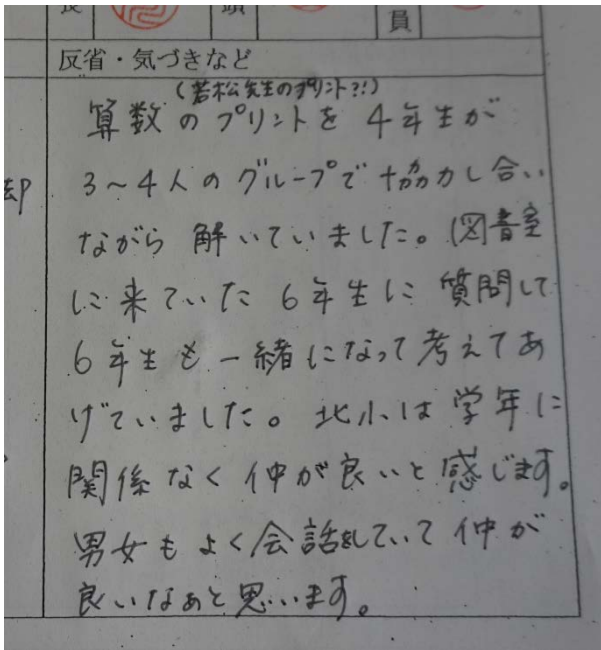 長
頭
員
反省・気づきなど
(若松先生のプリント?!)
算数のプリントを4年生が
3~4人のグループで協力し合い
ながら解いていました。図書室
に来ていた6年生に質問して
6年生も一緒になって考えてあ
げていました。北小は学年に
関係なく仲が良いと感じます。
男女もよく会話をしていて仲が
良いなぁと思います。